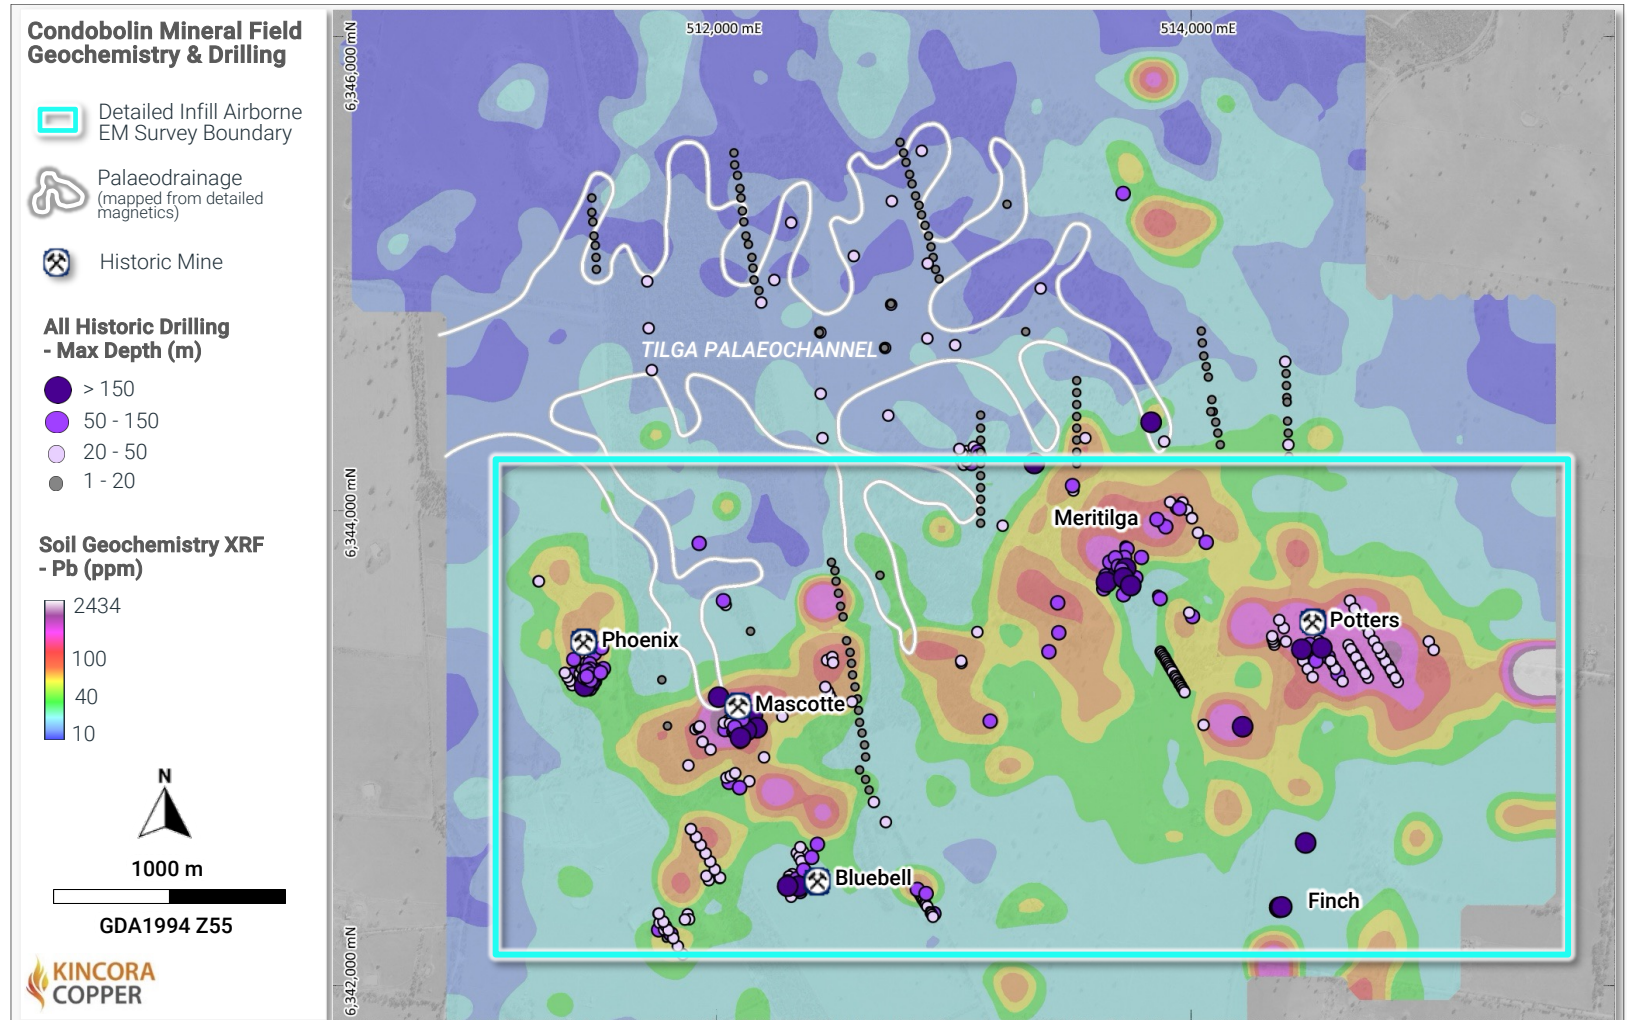 Condobolin Mineral Field
Geochemistry & Drilling
Detailed Infill Airborne
EM Survey Boundary
Palaeodrainage
(mapped from detailed
magnetics)
Historic Mine
All Historic Drilling
- Max Depth (m)
> 150
50 - 150
20 - 50
1 - 20
Soil Geochemistry XRF
- Pb (ppm)
2434
100
40
10
N
1000 m
GDA1994 Z55
KINCORA
COPPER
512,000 mE
514,000 mE
6,346,000 mN
6,344,000 mN
6,342,000 mN
TILGA PALAEOCHANNEL
Meritilga
Potters
Phoenix
Mascotte
Bluebell
Finch